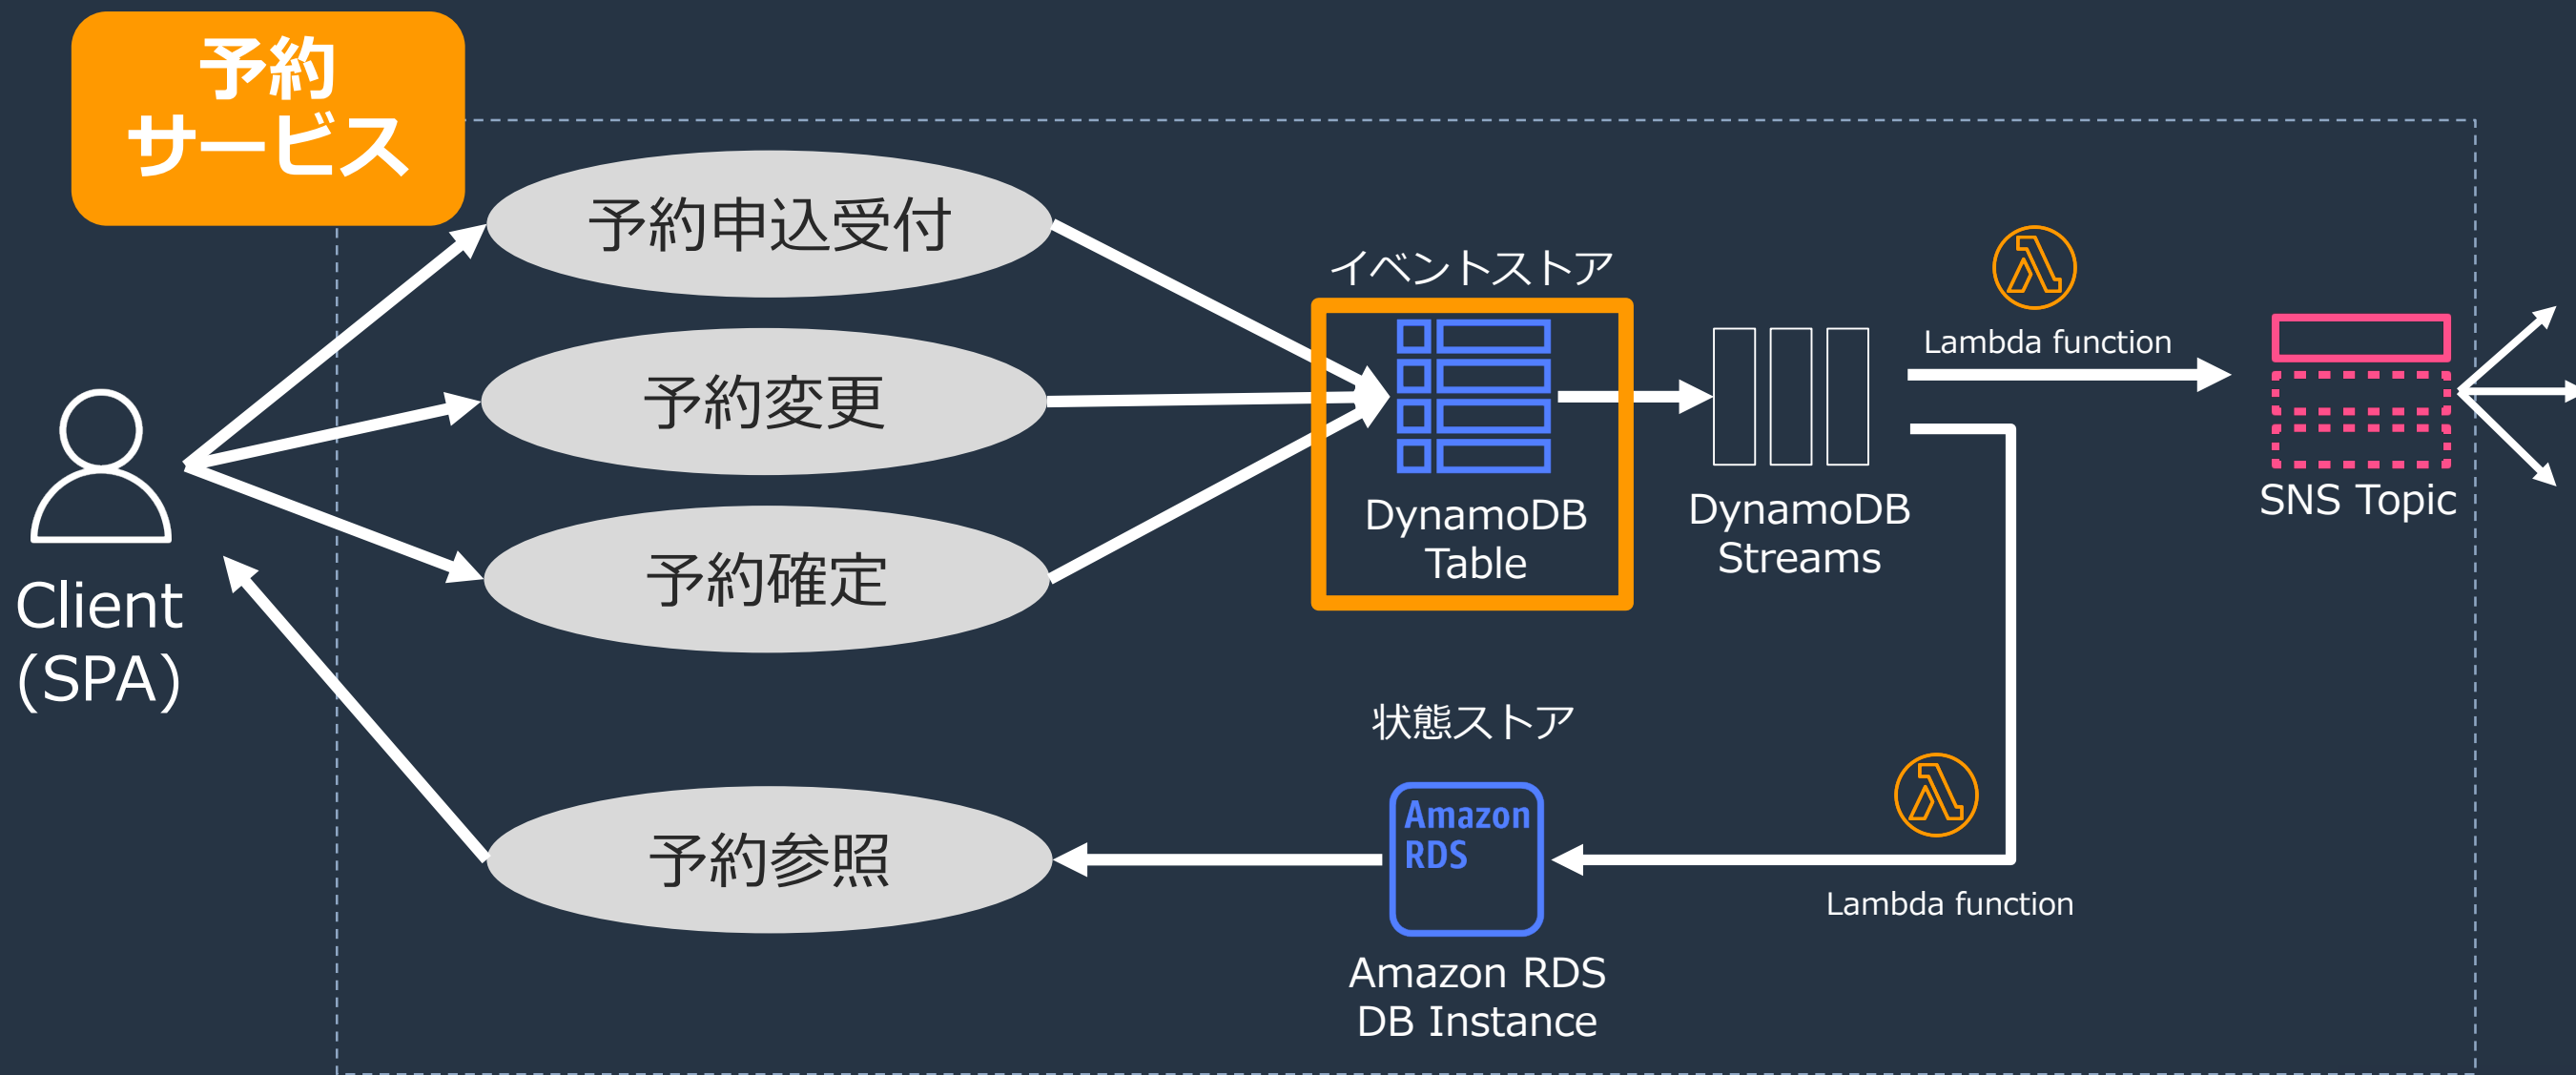 予約
サービス
予約申込受付
予約変更
予約確定
予約参照
Client
(SPA)
イベントストア
DynamoDB
Table
DynamoDB
Streams
Lambda function
SNS Topic
状態ストア
Amazon
RDS
Amazon RDS
DB Instance
Lambda function